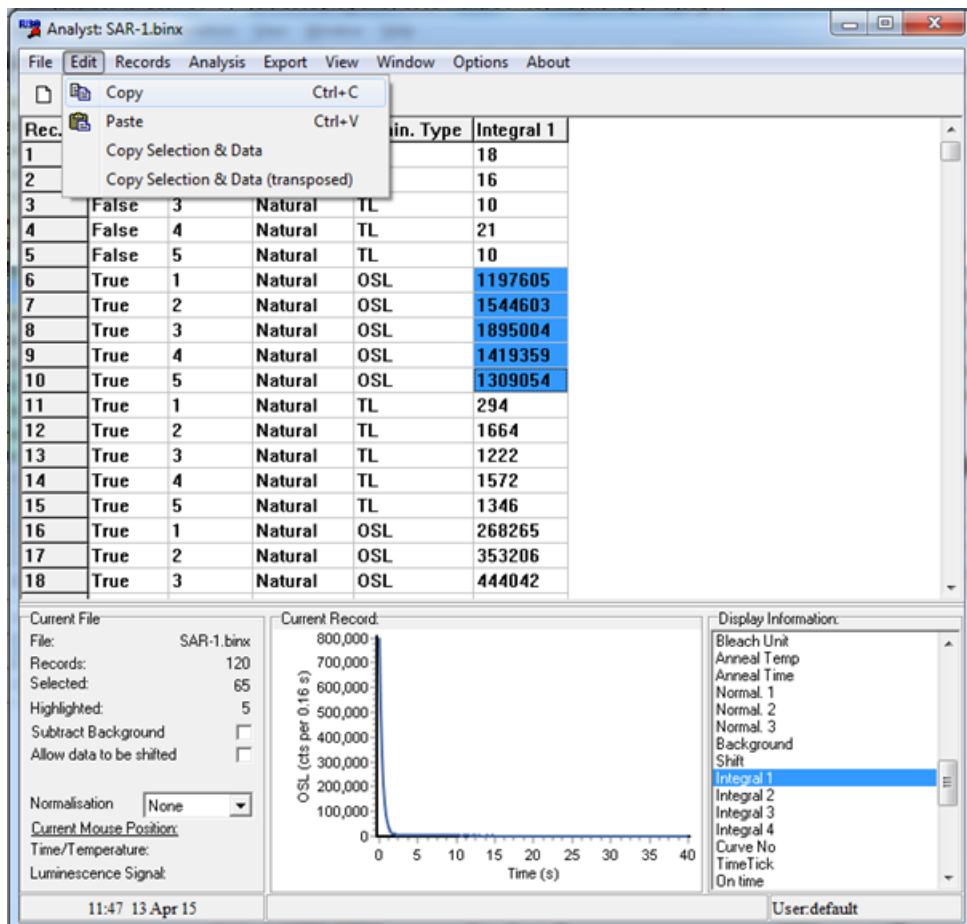 Analyst: SAR-1.binx
File Edit Records Analysis Export View Window Options About
Copy Ctrl+C
Paste Ctrl+V
Copy Selection & Data
Copy Selection & Data (transposed)
Rec. in. Type Integral 1
1 18
2 16
3 False 3 Natural TL 10
4 False 4 Natural TL 21
5 False 5 Natural TL 10
6 True 1 Natural OSL 1197605
7 True 2 Natural OSL 1544603
8 True 3 Natural OSL 1895004
9 True 4 Natural OSL 1419359
10 True 5 Natural OSL 1309054
11 True 1 Natural TL 294
12 True 2 Natural TL 1664
13 True 3 Natural TL 1222
14 True 4 Natural TL 1572
15 True 5 Natural TL 1346
16 True 1 Natural OSL 268265
17 True 2 Natural OSL 353206
18 True 3 Natural OSL 444042
Current File
File: SAR-1.binx
Records: 120
Selected: 65
Highlighted: 5
Subtract Background
Allow data to be shifted
Normalisation None
Current Mouse Position:
Time/Temperature:
Luminescence Signal:
Current Record:
OSL (cts per 0.16 s)
800,000
700,000
600,000
500,000
400,000
300,000
200,000
100,000
0
0 5 10 15 20 25 30 35 40
Time (s)
Display Information:
Bleach Unit
Anneal Temp
Anneal Time
Normal. 1
Normal. 2
Normal. 3
Background
Shift
Integral 1
Integral 2
Integral 3
Integral 4
Curve No
TimeTick
On time
11:47 13 Apr 15
User:default